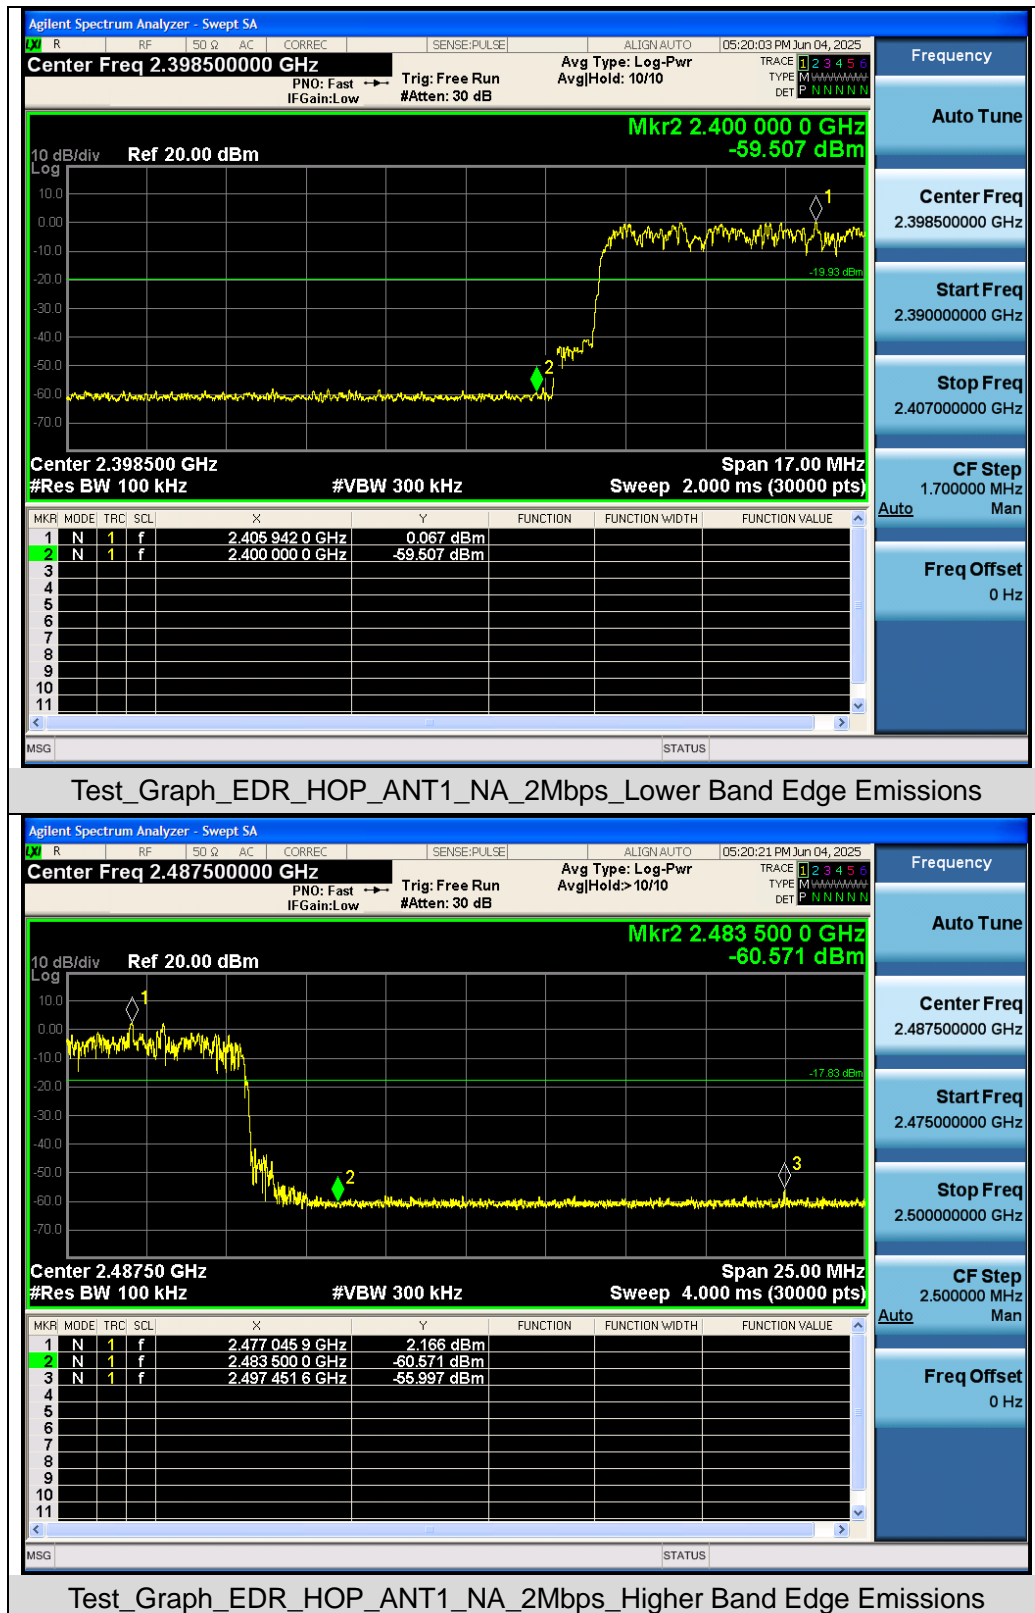 Agilent Spectrum Analyzer - Swept SA
LXI R RF 50 Ω AC CORREC SENSE:PULSE ALIGN AUTO 05:20:03 PM Jun 04, 2025
Center Freq 2.398500000 GHz
PNO: Fast
IFGain:Low
Trig: Free Run
#Atten: 30 dB
Avg Type: Log-Pwr
Avg|Hold: 10/10
TRACE 1 2 3 4 5 6
TYPE M
DET P N N N N N
Mkr2 2.400 000 0 GHz
-59.507 dBm
10 dB/div Ref 20.00 dBm
Log
10.0
0.00
-10.0
-20.0
-30.0
-40.0
-50.0
-60.0
-70.0
1
-19.93 dBm
2
Center 2.398500 GHz Span 17.00 MHz
#Res BW 100 kHz #VBW 300 kHz Sweep 2.000 ms (30000 pts)
MKR MODE TRC SCL X Y FUNCTION FUNCTION WIDTH FUNCTION VALUE
1 N 1 f 2.405 942 0 GHz 0.067 dBm
2 N 1 f 2.400 000 0 GHz -59.507 dBm
3
4
5
6
7
8
9
10
11
MSG STATUS
Frequency
Auto Tune
Center Freq
2.398500000 GHz
Start Freq
2.390000000 GHz
Stop Freq
2.407000000 GHz
CF Step
1.700000 MHz
Auto Man
Freq Offset
0 Hz
Test_Graph_EDR_HOP_ANT1_NA_2Mbps_Lower Band Edge Emissions
Agilent Spectrum Analyzer - Swept SA
LXI R RF 50 Ω AC CORREC SENSE:PULSE ALIGN AUTO 05:20:21 PM Jun 04, 2025
Center Freq 2.487500000 GHz
PNO: Fast
IFGain:Low
Trig: Free Run
#Atten: 30 dB
Avg Type: Log-Pwr
Avg|Hold:>10/10
TRACE 1 2 3 4 5 6
TYPE M
DET P N N N N N
Mkr2 2.483 500 0 GHz
-60.571 dBm
10 dB/div Ref 20.00 dBm
Log
10.0
0.00
-10.0
-20.0
-30.0
-40.0
-50.0
-60.0
-70.0
1
-17.83 dBm
2
3
Center 2.48750 GHz Span 25.00 MHz
#Res BW 100 kHz #VBW 300 kHz Sweep 4.000 ms (30000 pts)
MKR MODE TRC SCL X Y FUNCTION FUNCTION WIDTH FUNCTION VALUE
1 N 1 f 2.477 045 9 GHz 2.166 dBm
2 N 1 f 2.483 500 0 GHz -60.571 dBm
3 N 1 f 2.497 451 6 GHz -55.997 dBm
4
5
6
7
8
9
10
11
MSG STATUS
Frequency
Auto Tune
Center Freq
2.487500000 GHz
Start Freq
2.475000000 GHz
Stop Freq
2.500000000 GHz
CF Step
2.500000 MHz
Auto Man
Freq Offset
0 Hz
Test_Graph_EDR_HOP_ANT1_NA_2Mbps_Higher Band Edge Emissions